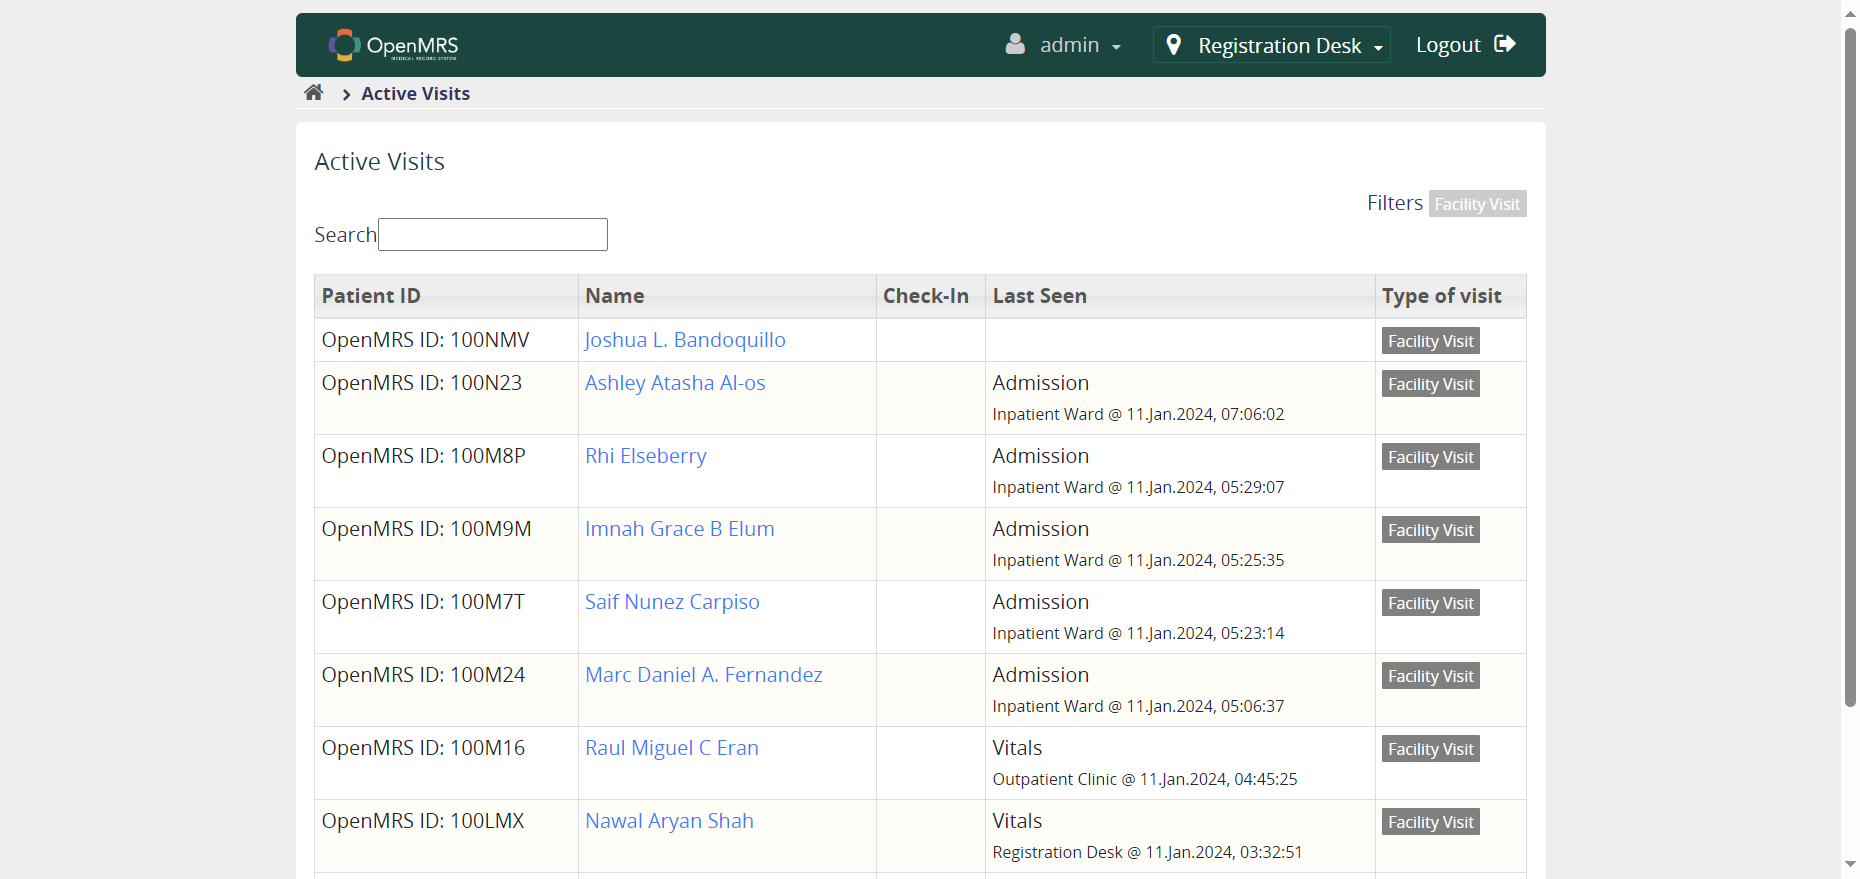 OpenMRS
MEDICAL RECORD SYSTEM
admin
Registration Desk
Logout
Active Visits
Active Visits
Filters Facility Visit
Search
Patient ID Name Check-In Last Seen Type of visit
OpenMRS ID: 100NMV Joshua L. Bandoquillo Facility Visit
OpenMRS ID: 100N23 Ashley Atasha Al-os Admission Facility Visit
Inpatient Ward @ 11.Jan.2024, 07:06:02
OpenMRS ID: 100M8P Rhi Elseberry Admission Facility Visit
Inpatient Ward @ 11.Jan.2024, 05:29:07
OpenMRS ID: 100M9M Imnah Grace B Elum Admission Facility Visit
Inpatient Ward @ 11.Jan.2024, 05:25:35
OpenMRS ID: 100M7T Saif Nunez Carpiso Admission Facility Visit
Inpatient Ward @ 11.Jan.2024, 05:23:14
OpenMRS ID: 100M24 Marc Daniel A. Fernandez Admission Facility Visit
Inpatient Ward @ 11.Jan.2024, 05:06:37
OpenMRS ID: 100M16 Raul Miguel C Eran Vitals Facility Visit
Outpatient Clinic @ 11.Jan.2024, 04:45:25
OpenMRS ID: 100LMX Nawal Aryan Shah Vitals Facility Visit
Registration Desk @ 11.Jan.2024, 03:32:51